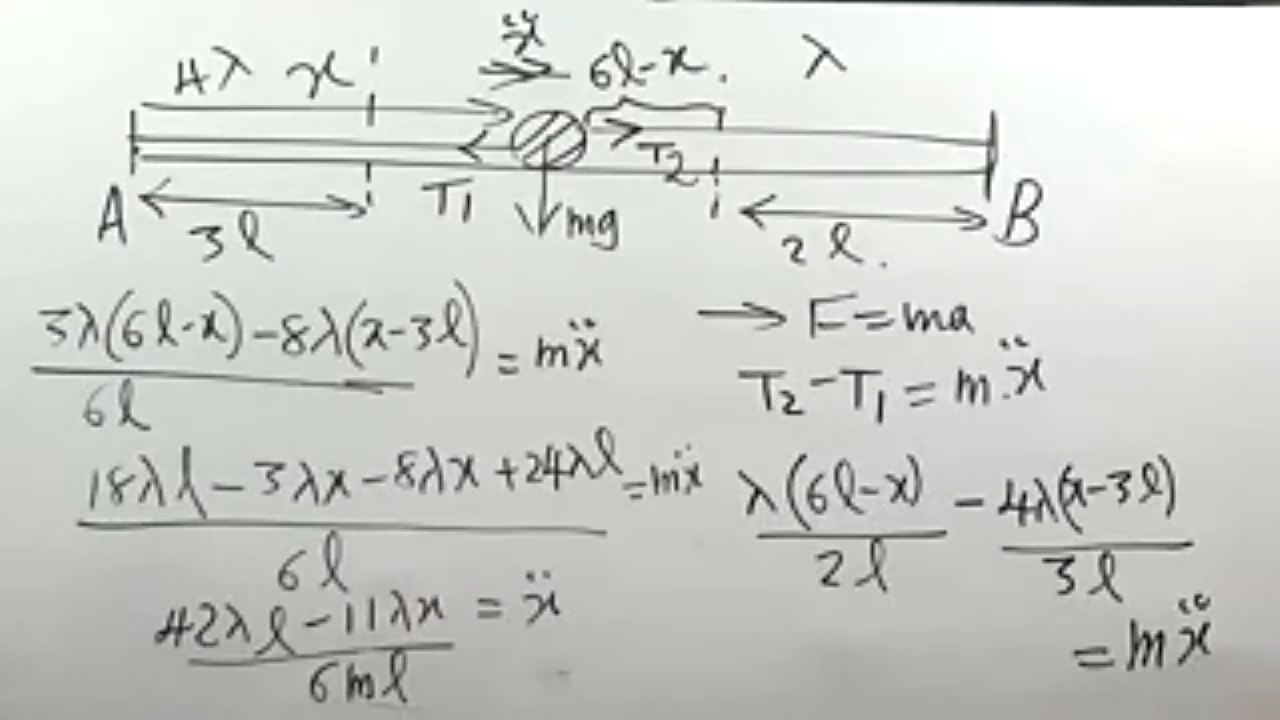 4λ x ẍ 6l-x. λ
T₁ T₂
A 3l mg 2l. B
3λ(6l-x)-8λ(x-3l) / 6l = mẍ
18λl-3λx-8λx+24λl / 6l = mẍ
42λl-11λx / 6ml = ẍ
→ F=ma
T₂-T₁=m.ẍ
λ(6l-x) / 2l - 4λ(x-3l) / 3l
= mẍ